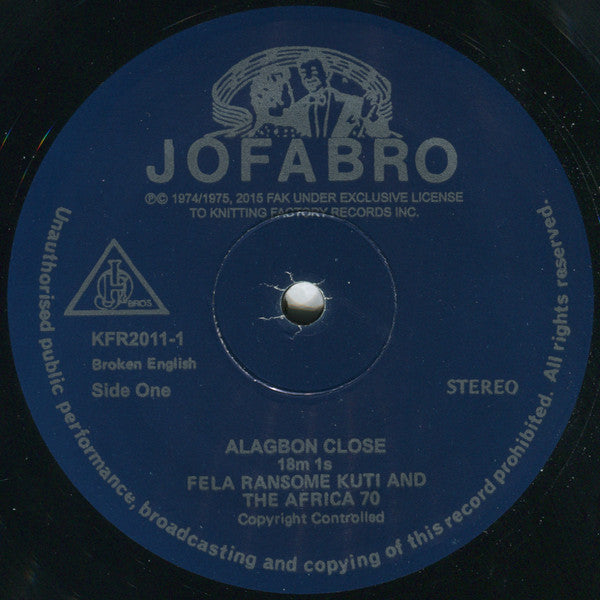 JOFABRO
℗© 1974/1975, 2015 FAK UNDER EXCLUSIVE LICENSE
TO KNITTING FACTORY RECORDS INC.
BROS
KFR2011-1
Broken English
Side One
STEREO
ALAGBON CLOSE
18m 1s
FELA RANSOME KUTI AND
THE AFRICA 70
Copyright Controlled
Unauthorised public performance, broadcasting and copying of this record prohibited. All rights reserved.